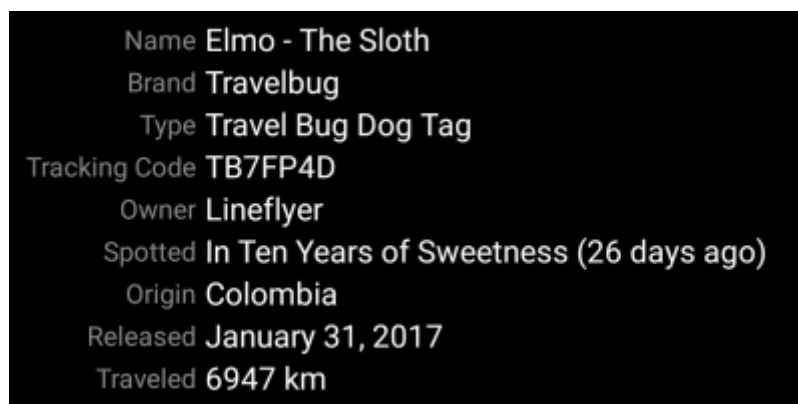 Name Elmo - The Sloth
Brand Travelbug
Type Travel Bug Dog Tag
Tracking Code TB7FP4D
Owner Lineflyer
Spotted In Ten Years of Sweetness (26 days ago)
Origin Colombia
Released January 31, 2017
Traveled 6947 km